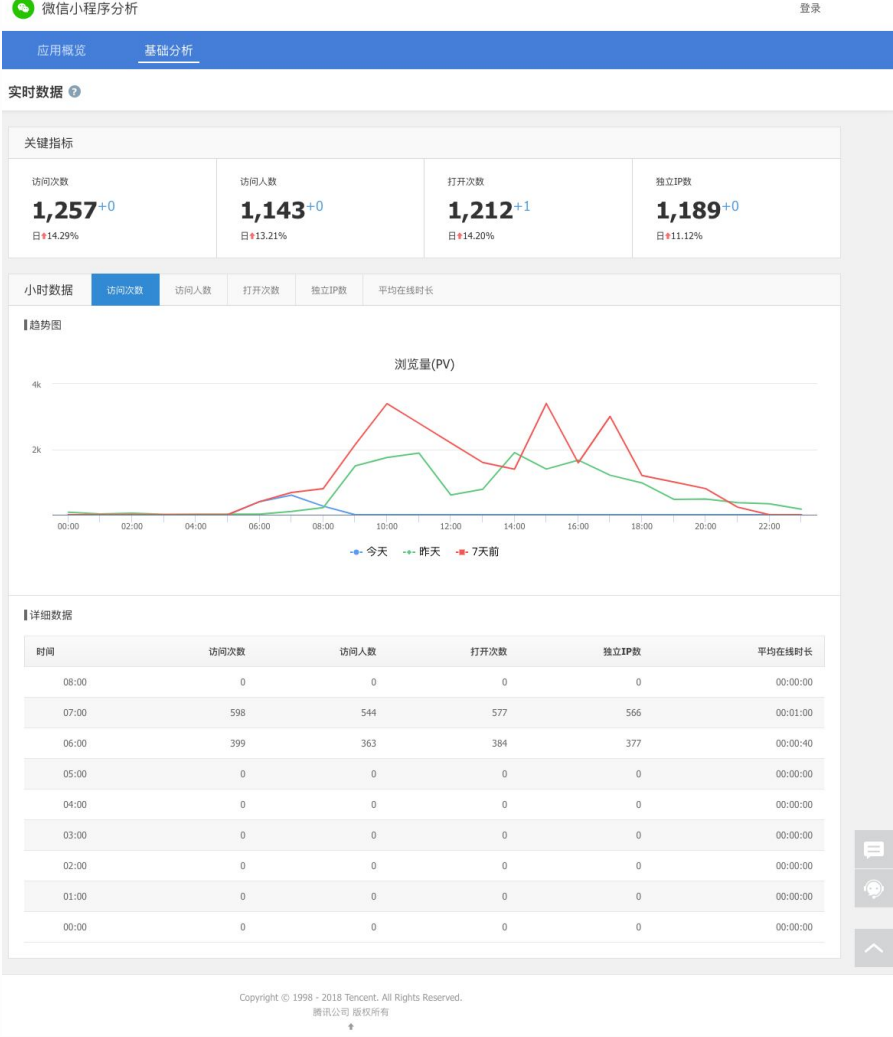 微信小程序分析 登录
应用概览 基础分析
实时数据 ?
关键指标
访问次数 访问人数 打开次数 独立IP数
1,257+0 1,143+0 1,212+1 1,189+0
日14.29% 日13.21% 日14.20% 日11.12%
小时数据 访问次数 访问人数 打开次数 独立IP数 平均在线时长
趋势图
浏览量(PV)
4k
2k
00:00 02:00 04:00 06:00 08:00 10:00 12:00 14:00 16:00 18:00 20:00 22:00
今天 昨天 7天前
详细数据
时间 访问次数 访问人数 打开次数 独立IP数 平均在线时长
08:00 0 0 0 0 00:00:00
07:00 598 544 577 566 00:01:00
06:00 399 363 384 377 00:00:40
05:00 0 0 0 0 00:00:00
04:00 0 0 0 0 00:00:00
03:00 0 0 0 0 00:00:00
02:00 0 0 0 0 00:00:00
01:00 0 0 0 0 00:00:00
00:00 0 0 0 0 00:00:00
Copyright © 1998 - 2018 Tencent. All Rights Reserved.
腾讯公司 版权所有